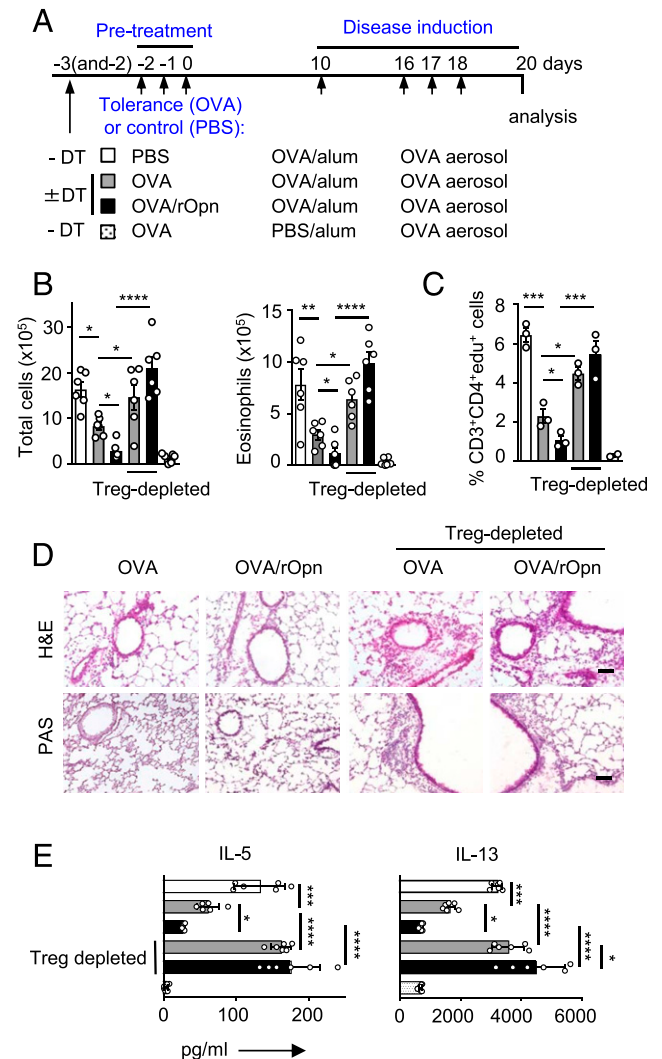 A
Pre-treatment Disease induction
-3(and-2) -2 -1 0 10 16 17 18 20 days
Tolerance (OVA)
or control (PBS):
analysis
- DT PBS OVA/alum OVA aerosol
±DT OVA OVA/alum OVA aerosol
OVA/rOpn OVA/alum OVA aerosol
- DT OVA PBS/alum OVA aerosol
B
Total cells (x10⁵)
0
10
20
30
*
*
*
****
Treg-depleted
Eosinophils (x10⁵)
0
5
10
15
**
*
*
****
Treg-depleted
C
% CD3⁺CD4⁺edu⁺ cells
0
2
4
6
8
***
*
*
***
Treg-depleted
D
Treg-depleted
OVA OVA/rOpn OVA OVA/rOpn
H&E
PAS
E
IL-5 IL-13
***
*
****
****
***
*
****
****
*
Treg depleted
0 100 200
0 2000 4000 6000
pg/ml